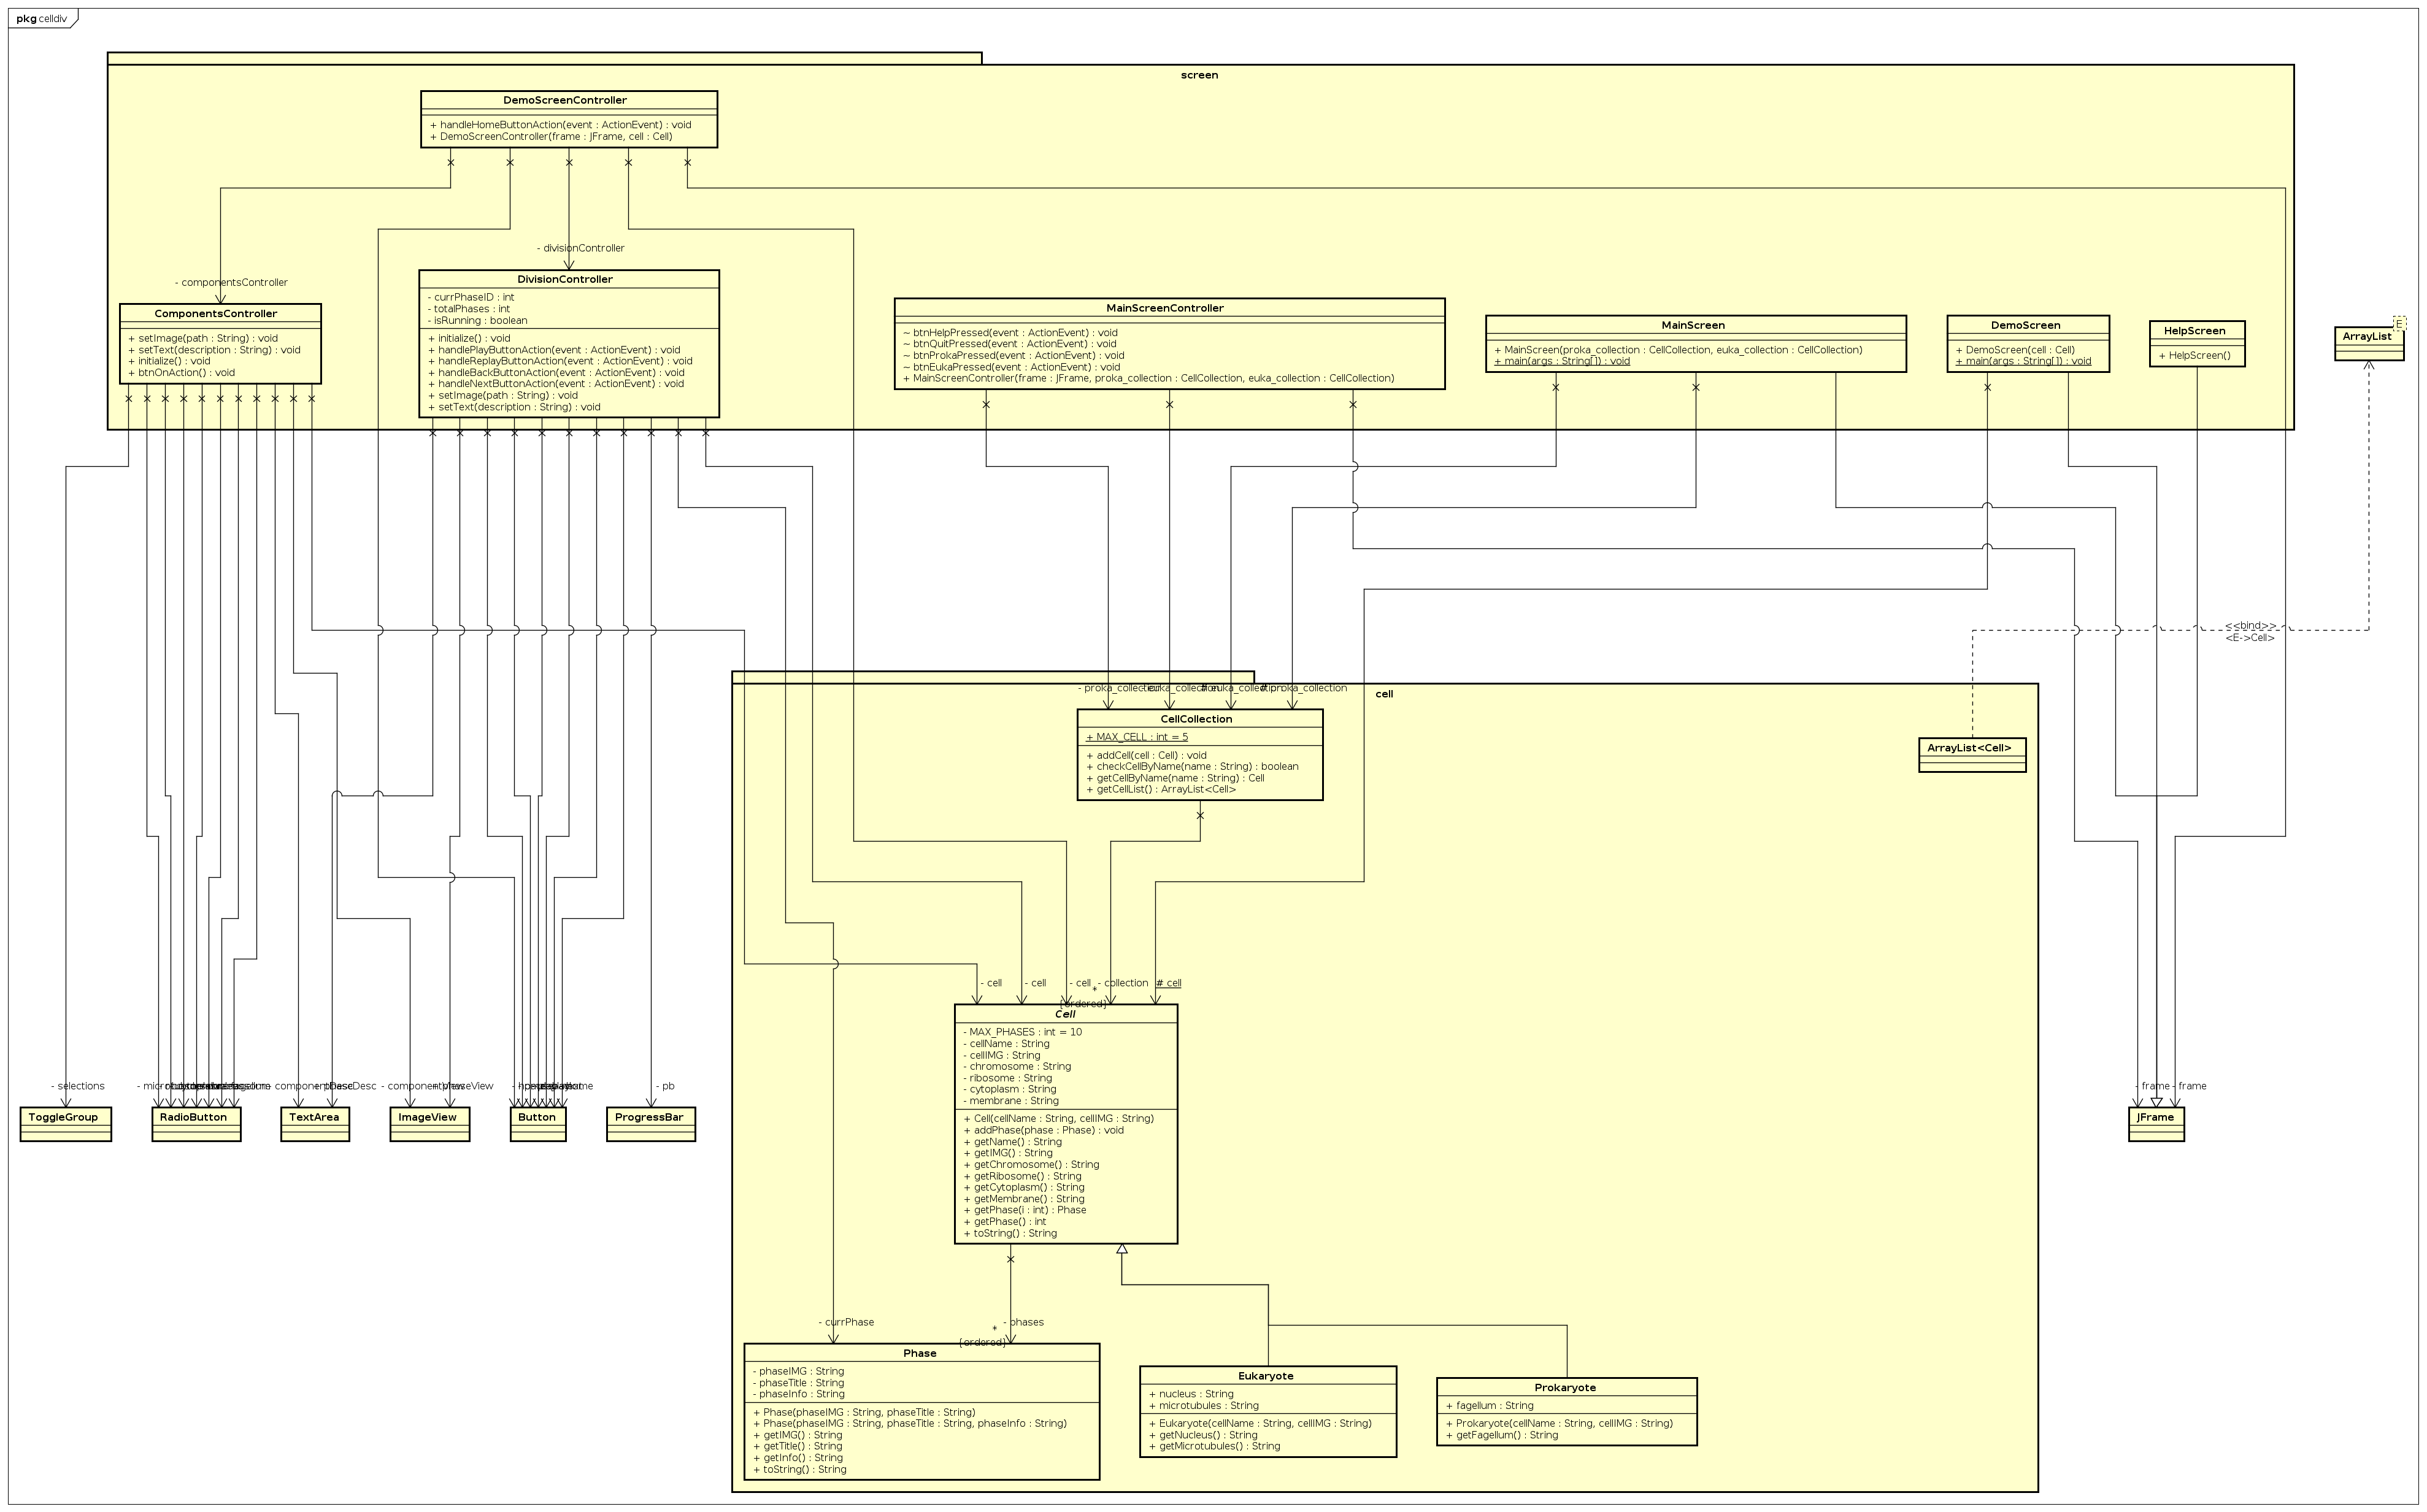 pkg celldiv
screen
DemoScreenController
+ handleHomeButtonAction(event : ActionEvent) : void
+ DemoScreenController(frame : JFrame, cell : Cell)
- divisionController
- componentsController
ComponentsController
+ setImage(path : String) : void
+ setText(description : String) : void
+ initialize() : void
+ btnOnAction() : void
DivisionController
- currPhaseID : int
- totalPhases : int
- isRunning : boolean
+ initialize() : void
+ handlePlayButtonAction(event : ActionEvent) : void
+ handleReplayButtonAction(event : ActionEvent) : void
+ handleBackButtonAction(event : ActionEvent) : void
+ handleNextButtonAction(event : ActionEvent) : void
+ setImage(path : String) : void
+ setText(description : String) : void
MainScreenController
~ btnHelpPressed(event : ActionEvent) : void
~ btnQuitPressed(event : ActionEvent) : void
~ btnProkaPressed(event : ActionEvent) : void
~ btnEukaPressed(event : ActionEvent) : void
+ MainScreenController(frame : JFrame, proka_collection : CellCollection, euka_collection : CellCollection)
MainScreen
+ MainScreen(proka_collection : CellCollection, euka_collection : CellCollection)
+ main(args : String[]) : void
DemoScreen
+ DemoScreen(cell : Cell)
+ main(args : String[]) : void
HelpScreen
+ HelpScreen()
E
ArrayList
<<bind>>
<E->Cell>
cell
- proka_collection
- euka_collection
# euka_collection
# proka_collection
CellCollection
+ MAX_CELL : int = 5
+ addCell(cell : Cell) : void
+ checkCellByName(name : String) : boolean
+ getCellByName(name : String) : Cell
+ getCellList() : ArrayList<Cell>
ArrayList<Cell>
- cell
- cell
- cell
- collection
# cell
*
{ordered}
Cell
- MAX_PHASES : int = 10
- cellName : String
- cellIMG : String
- chromosome : String
- ribosome : String
- cytoplasm : String
- membrane : String
+ Cell(cellName : String, cellIMG : String)
+ addPhase(phase : Phase) : void
+ getName() : String
+ getIMG() : String
+ getChromosome() : String
+ getRibosome() : String
+ getCytoplasm() : String
+ getMembrane() : String
+ getPhase(i : int) : Phase
+ getPhase() : int
+ toString() : String
- selections
- componentDesc
- phaseDesc
- componentView
- phaseView
- pb
- frame
- frame
ToggleGroup
RadioButton
TextArea
ImageView
Button
ProgressBar
JFrame
- currPhase
- phases
*
{ordered}
Phase
- phaseIMG : String
- phaseTitle : String
- phaseInfo : String
+ Phase(phaseIMG : String, phaseTitle : String)
+ Phase(phaseIMG : String, phaseTitle : String, phaseInfo : String)
+ getIMG() : String
+ getTitle() : String
+ getInfo() : String
+ toString() : String
Eukaryote
+ nucleus : String
+ microtubules : String
+ Eukaryote(cellName : String, cellIMG : String)
+ getNucleus() : String
+ getMicrotubules() : String
Prokaryote
+ fagellum : String
+ Prokaryote(cellName : String, cellIMG : String)
+ getFagellum() : String